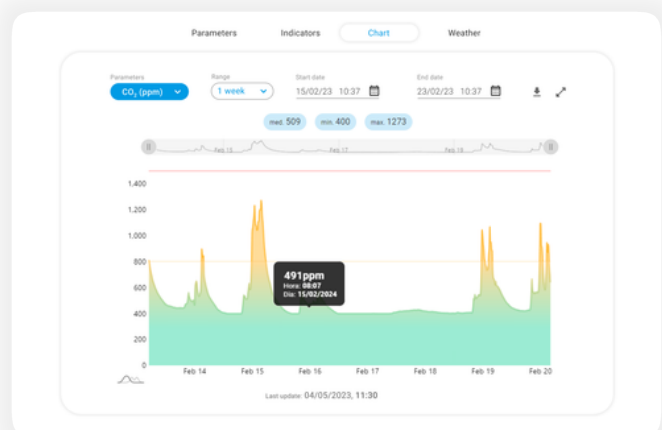 Parameters Indicators Chart Weather
Parameters Range Start date End date
CO₂ (ppm) 1 week 15/02/23 10:37 23/02/23 10:37
med. 509 min. 400 max. 1273
Feb 15 Feb 17 Feb 19
1.400
1.200
1.000
800
600
400
200
0
491ppm
Hora: 08:07
Dia: 15/02/2024
Feb 14 Feb 15 Feb 16 Feb 17 Feb 18 Feb 19 Feb 20
Last update: 04/05/2023, 11:30